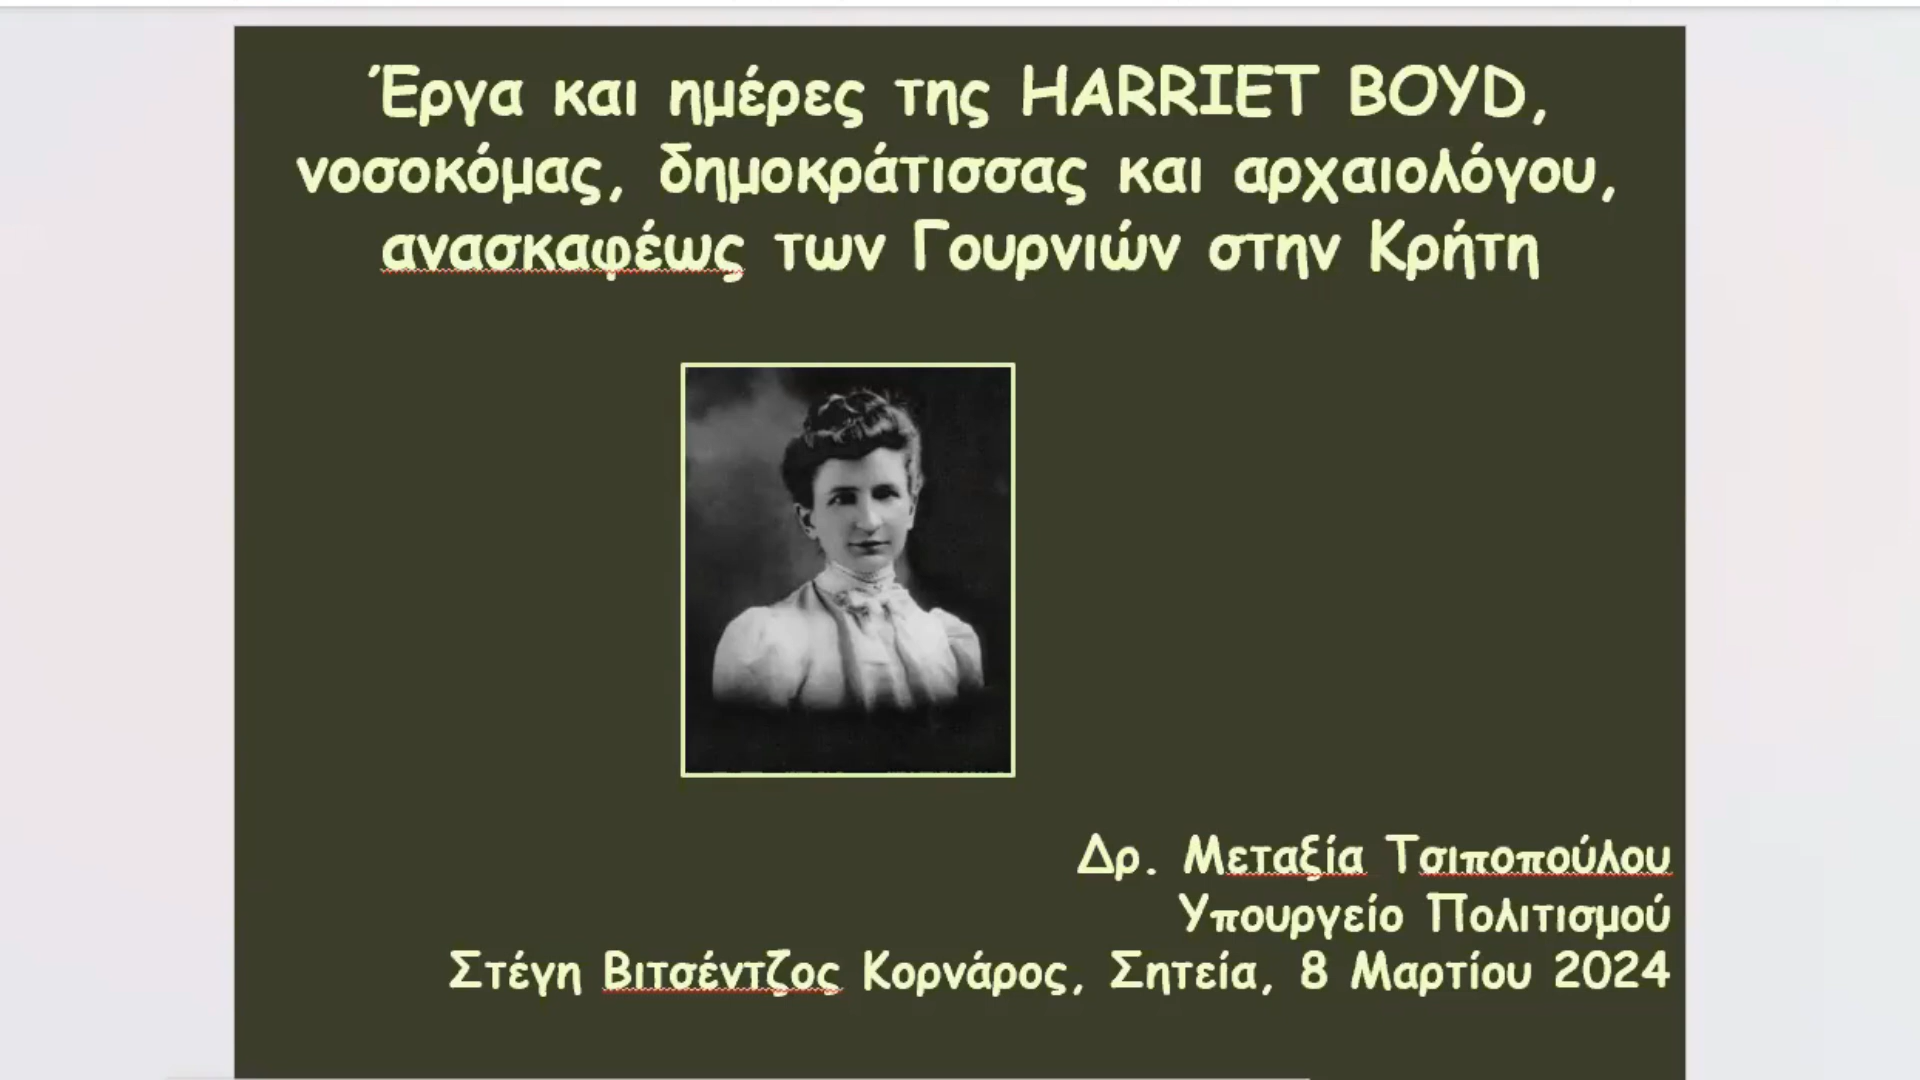 Έργα και ημέρες της HARRIET BOYD,
νοσοκόμας, δημοκράτισσας και αρχαιολόγου,
ανασκαφέως των Γουρνιών στην Κρήτη
Δρ. Μεταξία Τσιποπούλου
Υπουργείο Πολιτισμού
Στέγη Βιτσέντζος Κορνάρος, Σητεία, 8 Μαρτίου 2024